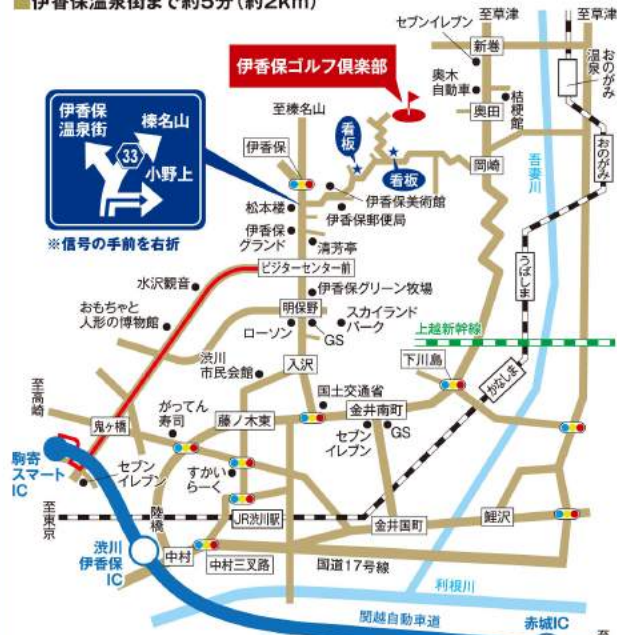 ■伊香保温泉街まで約5分(約2km)
至草津
至草津
セブンイレブン
新巻
おのがみ
温泉
奥木
自動車
桔梗館
奥田
伊香保ゴルフ倶楽部
至榛名山
看板
看板
伊香保
岡崎
おのがみ
吾妻川
伊香保
温泉街
榛名山
33
小野上
※信号の手前を右折
伊香保美術館
松本楼
伊香保郵便局
伊香保
グランド
清芳亭
ビジターセンター前
うばしま
水沢観音
伊香保グリーン牧場
おもちゃと
人形の博物館
明保野
スカイランド
パーク
ローソン
GS
上越新幹線
渋川
市民会館
入沢
下川島
かなしま
至高崎
国土交通省
がってん
寿司
藤ノ木東
金井南町
鬼ヶ橋
セブン
イレブン
GS
駒寄
スマート
IC
セブン
イレブン
すかい
らーく
至東京
陸橋
JR渋川駅
金井国町
鯉沢
渋川
伊香保
IC
中村
中村三叉路
国道17号線
利根川
関越自動車道
赤城IC
至